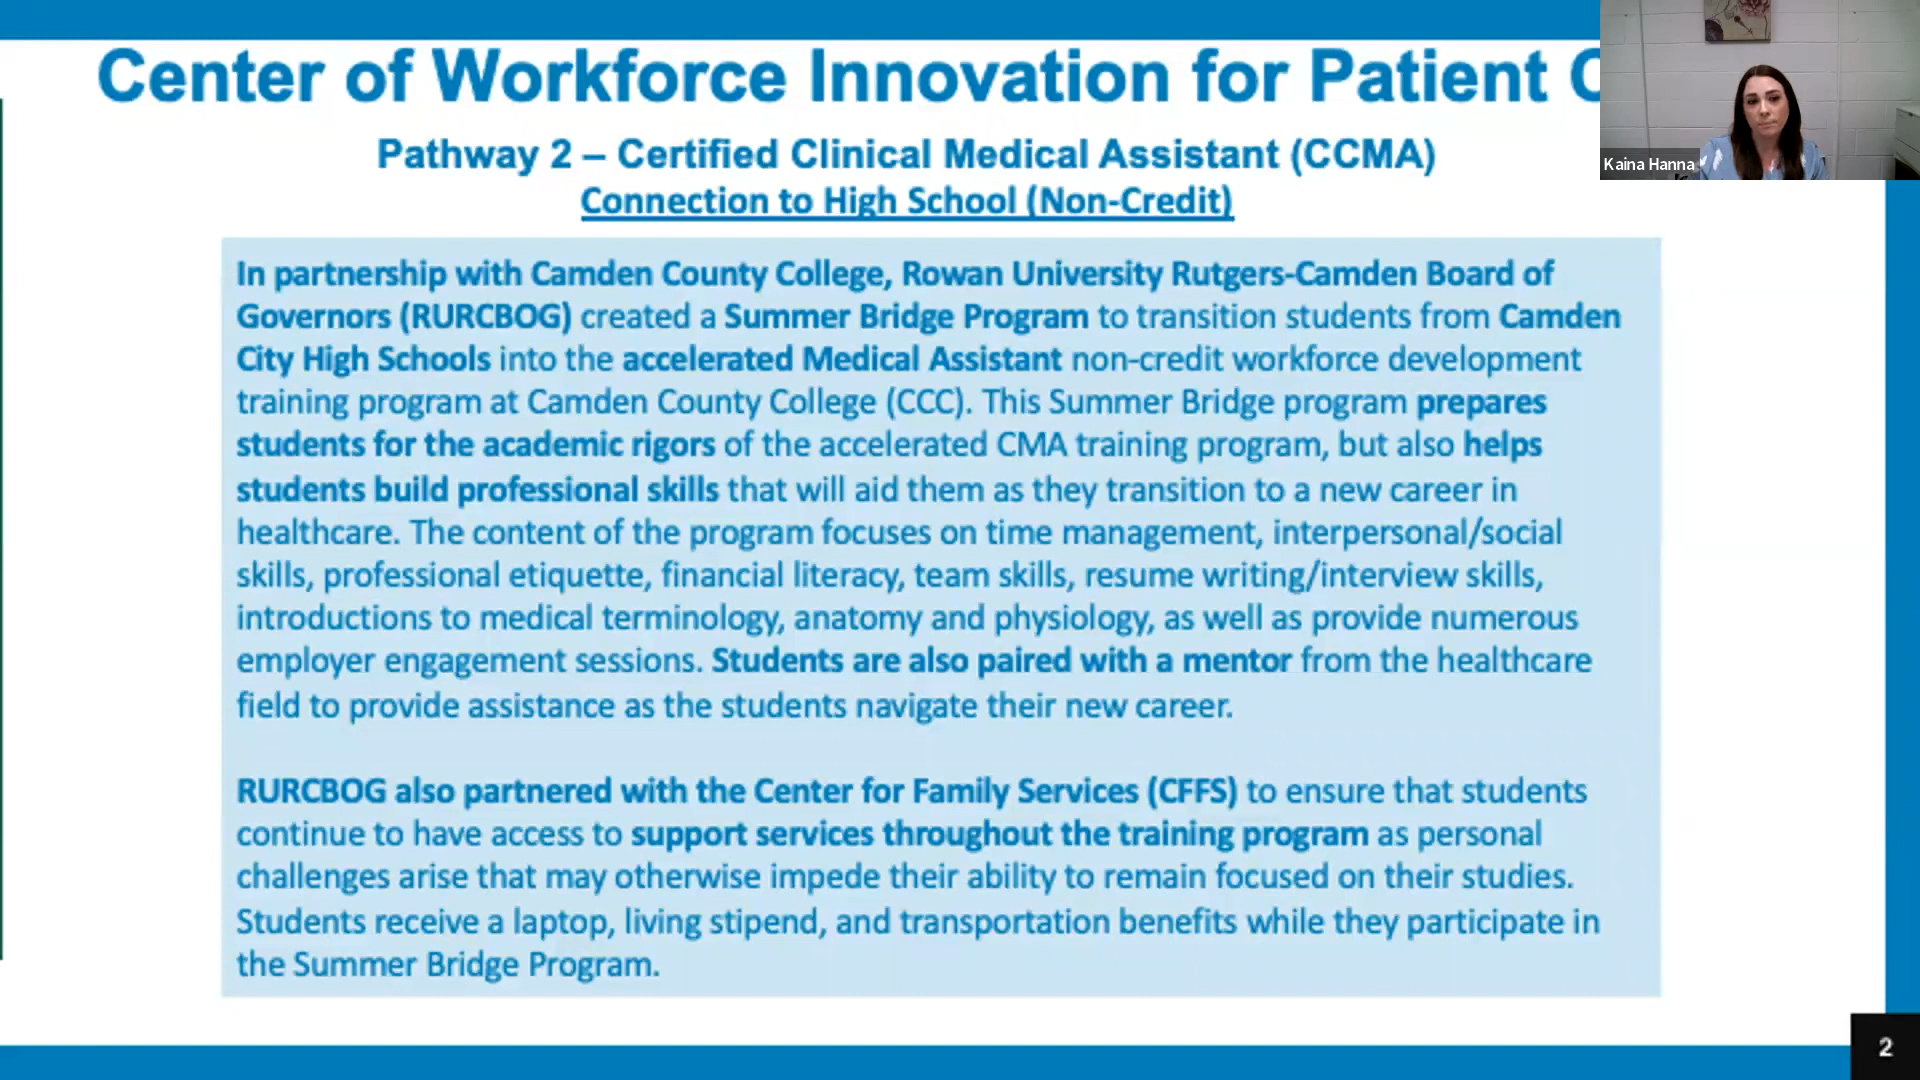 Center of Workforce Innovation for Patient
Kaina Hanna
Pathway 2 – Certified Clinical Medical Assistant (CCMA)
Connection to High School (Non-Credit)
In partnership with Camden County College, Rowan University Rutgers-Camden Board of
Governors (RURCBOG) created a Summer Bridge Program to transition students from Camden
City High Schools into the accelerated Medical Assistant non-credit workforce development
training program at Camden County College (CCC). This Summer Bridge program prepares
students for the academic rigors of the accelerated CMA training program, but also helps
students build professional skills that will aid them as they transition to a new career in
healthcare. The content of the program focuses on time management, interpersonal/social
skills, professional etiquette, financial literacy, team skills, resume writing/interview skills,
introductions to medical terminology, anatomy and physiology, as well as provide numerous
employer engagement sessions. Students are also paired with a mentor from the healthcare
field to provide assistance as the students navigate their new career.
RURCBOG also partnered with the Center for Family Services (CFFS) to ensure that students
continue to have access to support services throughout the training program as personal
challenges arise that may otherwise impede their ability to remain focused on their studies.
Students receive a laptop, living stipend, and transportation benefits while they participate in
the Summer Bridge Program.
2